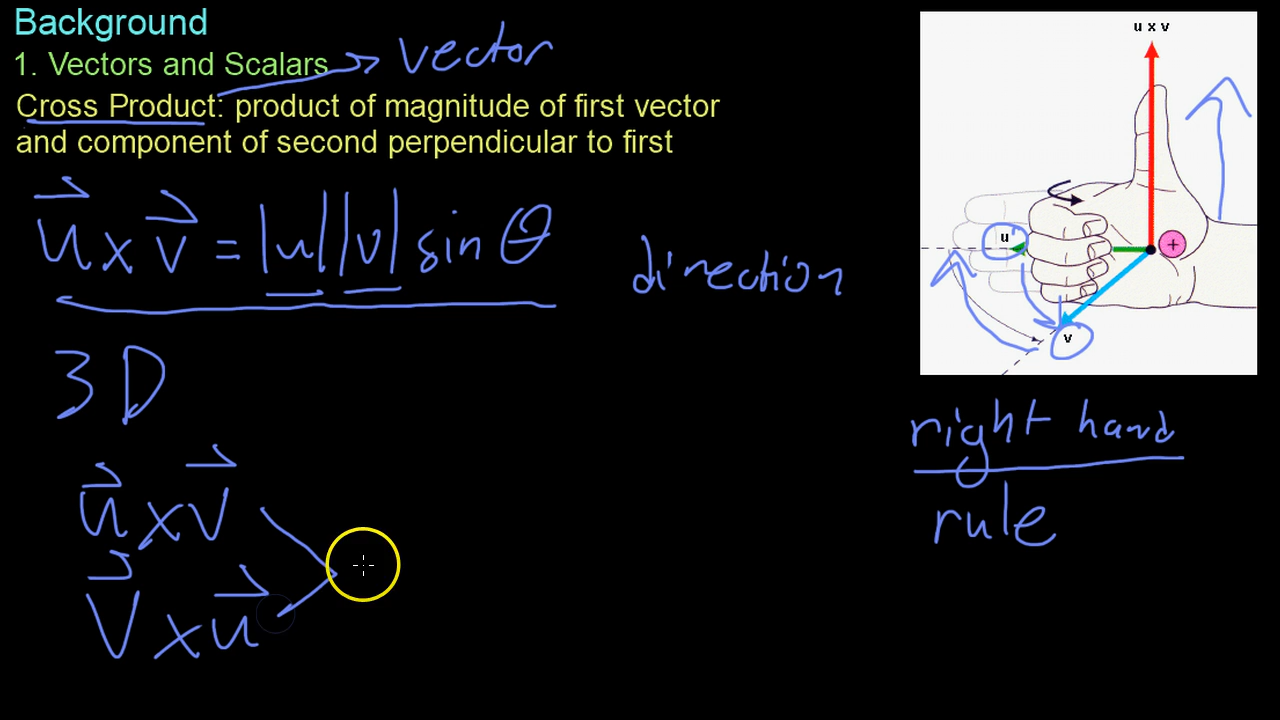 Background
1. Vectors and Scalars → vector
Cross Product: product of magnitude of first vector
and component of second perpendicular to first
u⃗ x v⃗ = |u||v| sin θ
direction
3D
u⃗ x v⃗
v⃗ x u⃗
u x v
u
+
v
right hand
rule